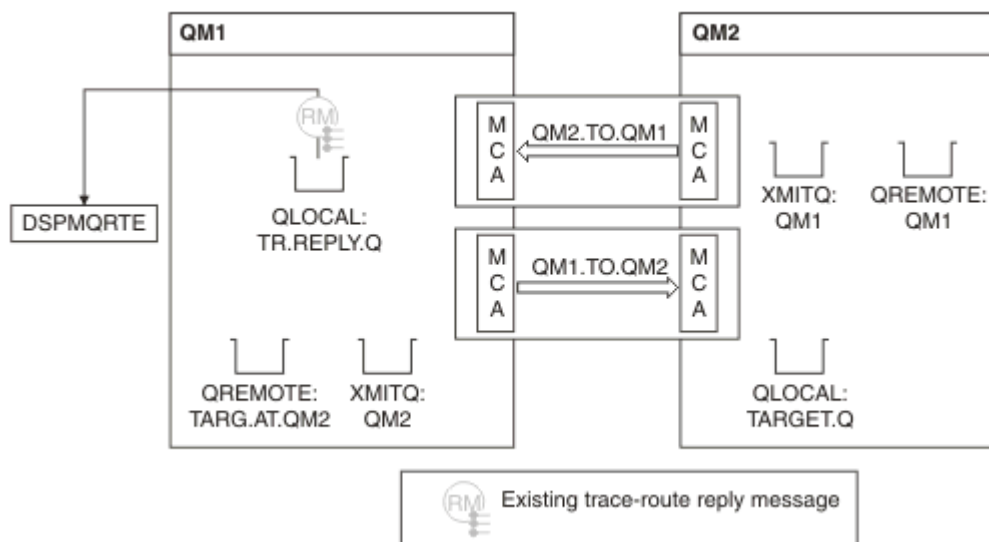 QM1
QM2
RM
M
C
A
QM2.TO.QM1
M
C
A
DSPMQRTE
QLOCAL:
TR.REPLY.Q
XMITQ:
QM1
QREMOTE:
QM1
M
C
A
QM1.TO.QM2
M
C
A
QREMOTE:
TARG.AT.QM2
XMITQ:
QM2
QLOCAL:
TARGET.Q
RM
Existing trace-route reply message